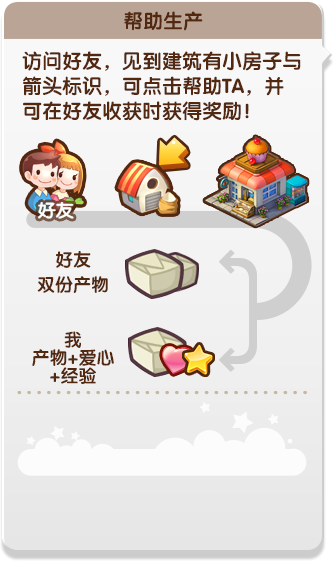 帮助生产
访问好友，见到建筑有小房子与
箭头标识，可点击帮助TA，并
可在好友收获时获得奖励！
好友
好友
双份产物
我
产物+爱心
+经验